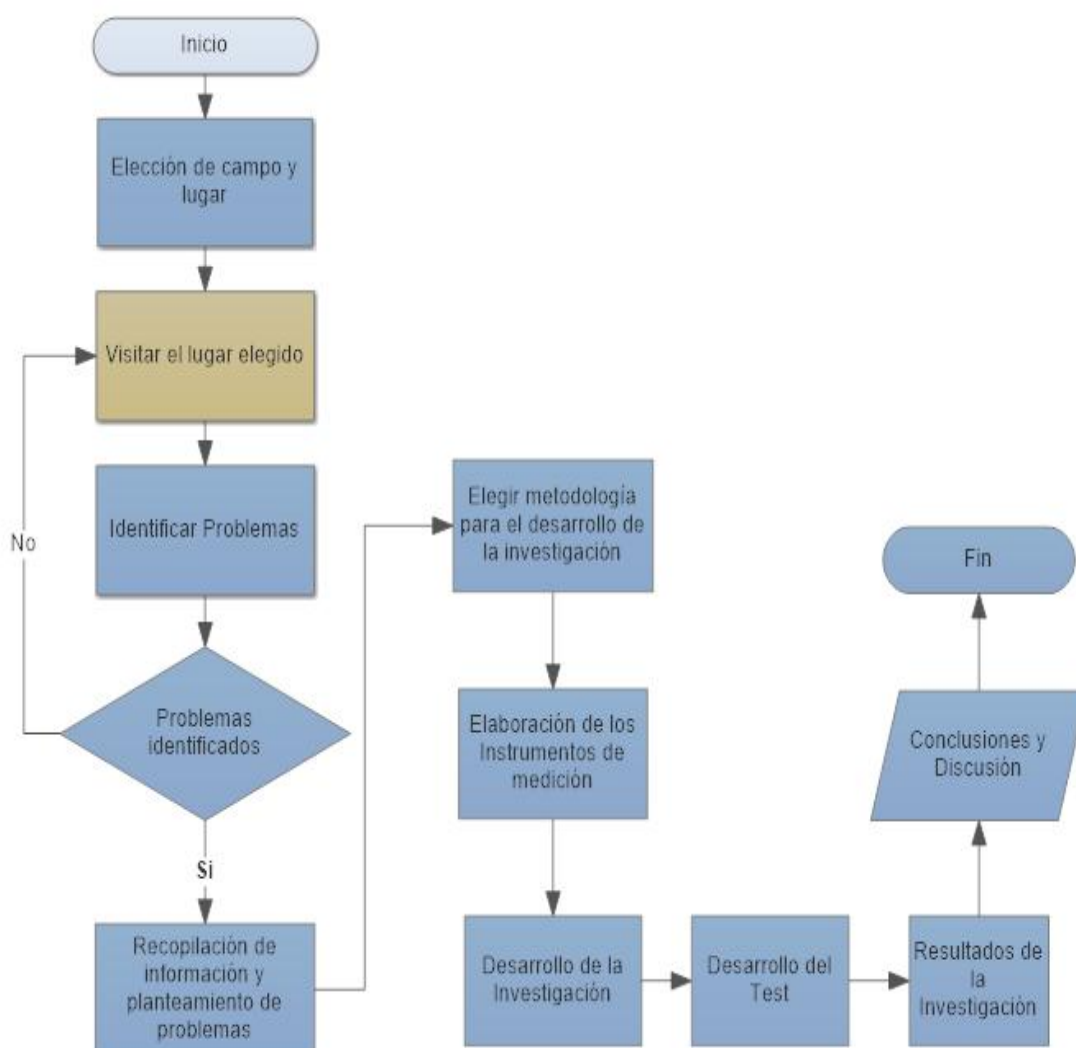 Inicio
Elección de campo y
lugar
Visitar el lugar elegido
Identificar Problemas
No
Problemas
identificados
Si
Recopilación de
información y
planteamiento de
problemas
Elegir metodología
para el desarrollo de
la investigación
Elaboración de los
Instrumentos de
medición
Desarrollo de la
Investigación
Desarrollo del
Test
Resultados de
la
Investigación
Conclusiones y
Discusión
Fin